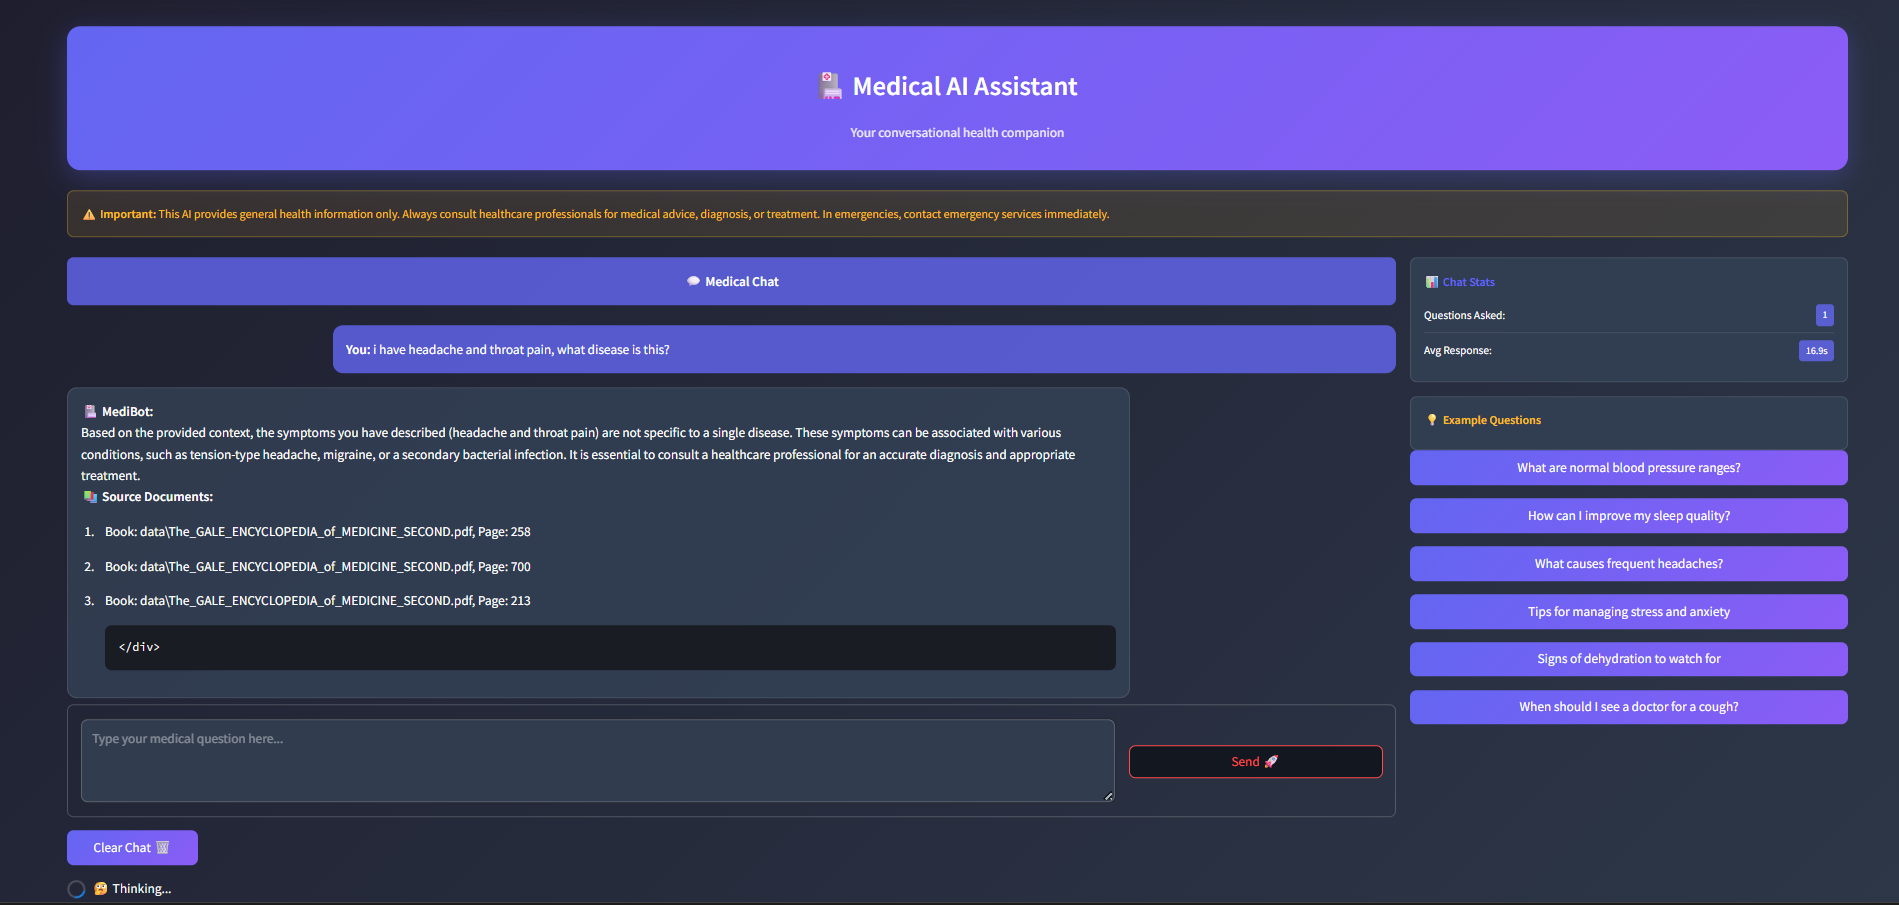 Medical AI Assistant
Your conversational health companion
Important: This AI provides general health information only. Always consult healthcare professionals for medical advice, diagnosis, or treatment. In emergencies, contact emergency services immediately.
Medical Chat
You: i have headache and throat pain, what disease is this?
MediBot:
Based on the provided context, the symptoms you have described (headache and throat pain) are not specific to a single disease. These symptoms can be associated with various
conditions, such as tension-type headache, migraine, or a secondary bacterial infection. It is essential to consult a healthcare professional for an accurate diagnosis and appropriate
treatment.
Source Documents:
1. Book: data\The_GALE_ENCYCLOPEDIA_of_MEDICINE_SECOND.pdf, Page: 258
2. Book: data\The_GALE_ENCYCLOPEDIA_of_MEDICINE_SECOND.pdf, Page: 700
3. Book: data\The_GALE_ENCYCLOPEDIA_of_MEDICINE_SECOND.pdf, Page: 213
</div>
Type your medical question here...
Send 🚀
Clear Chat 🗑️
🤔 Thinking...
Chat Stats
Questions Asked: 1
Avg Response: 16.9s
Example Questions
What are normal blood pressure ranges?
How can I improve my sleep quality?
What causes frequent headaches?
Tips for managing stress and anxiety
Signs of dehydration to watch for
When should I see a doctor for a cough?